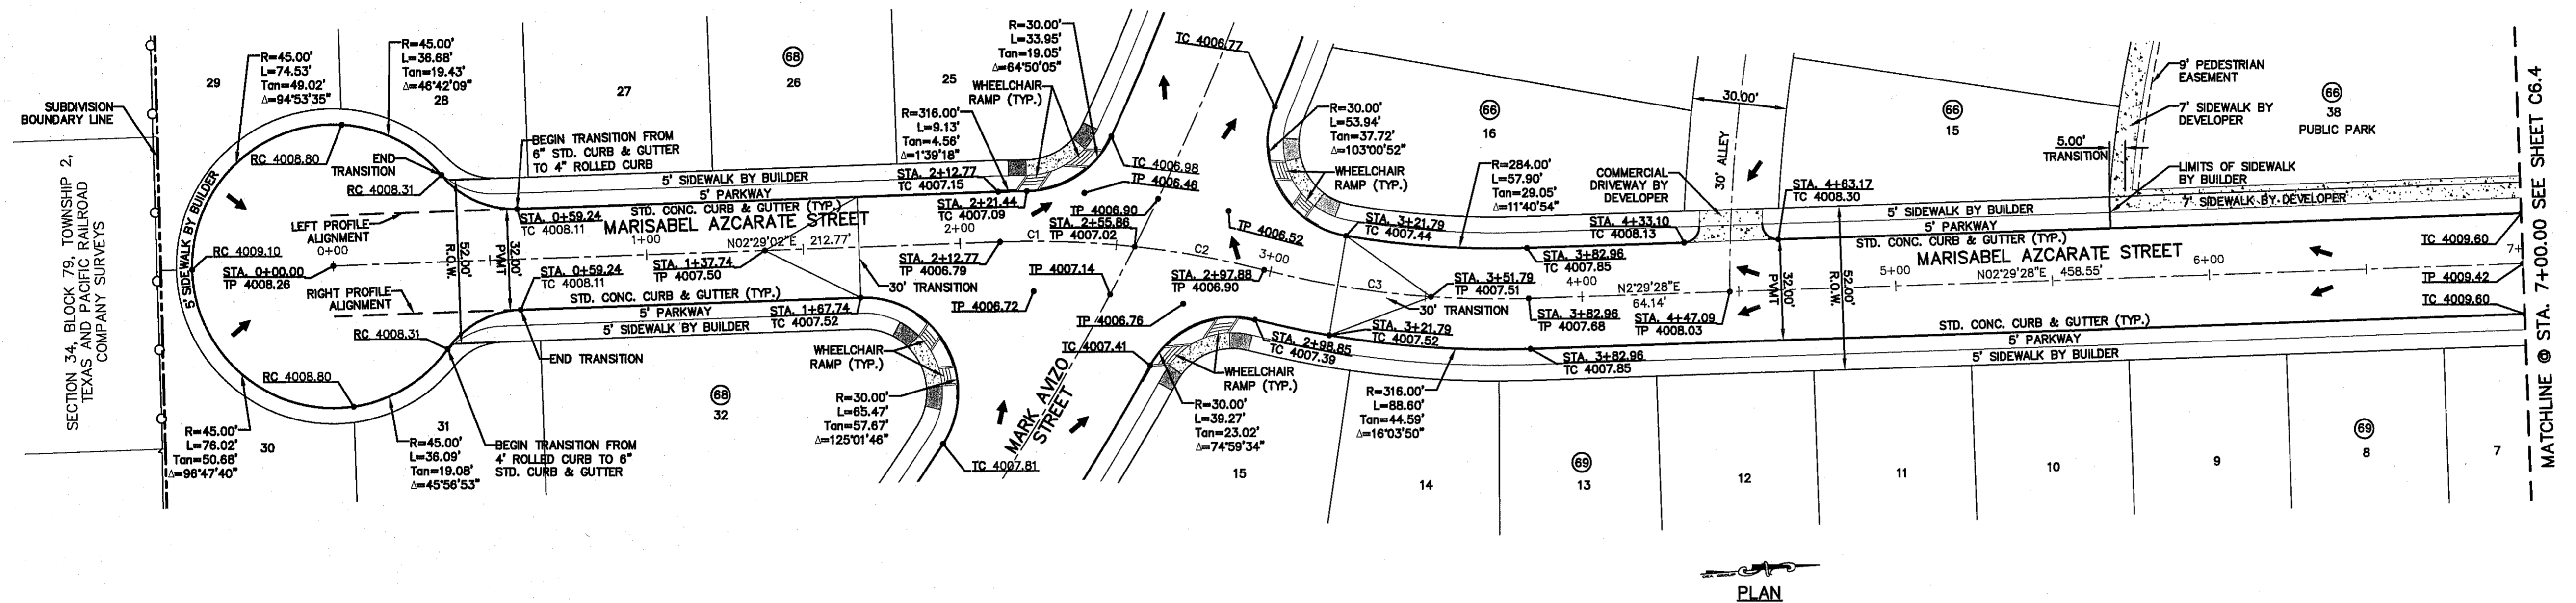 SUBDIVISION
BOUNDARY LINE
SECTION 34, BLOCK 79, TOWNSHIP 2,
TEXAS AND PACIFIC RAILROAD
COMPANY SURVEYS
29
R=45.00'
L=74.53'
Tan=49.02'
Δ=94°53'35"
R=45.00'
L=36.68'
Tan=19.43'
Δ=46°42'09"
28
27
68
26
25
R=30.00'
L=33.95'
Tan=19.05'
Δ=64°50'05"
WHEELCHAIR
RAMP (TYP.)
R=316.00'
L=9.13'
Tan=4.56'
Δ=1°39'18"
RC 4008.80
END
TRANSITION
RC 4008.31
BEGIN TRANSITION FROM
6" STD. CURB & GUTTER
TO 4" ROLLED CURB
5' SIDEWALK BY BUILDER
5' SIDEWALK BY BUILDER
5' PARKWAY
STD. CONC. CURB & GUTTER (TYP.)
MARISABEL AZCARATE STREET
STA. 0+59.24
TC 4008.11
LEFT PROFILE
ALIGNMENT
0+00
1+00
N02°29'02"E
212.77'
2+00
RC 4009.10
STA. 0+00.00
TP 4008.26
RIGHT PROFILE
ALIGNMENT
52.00'
R.O.W.
32.00'
PVMT
STA. 0+59.24
TC 4008.11
STA. 1+37.74
TP 4007.50
STD. CONC. CURB & GUTTER (TYP.)
5' PARKWAY
5' SIDEWALK BY BUILDER
STA. 1+67.74
TC 4007.52
30' TRANSITION
RC 4008.31
END TRANSITION
RC 4008.80
R=45.00'
L=76.02'
Tan=50.68'
Δ=96°47'40"
30
31
R=45.00'
L=36.09'
Tan=19.08'
Δ=45°56'53"
BEGIN TRANSITION FROM
4' ROLLED CURB TO 6"
STD. CURB & GUTTER
68
32
WHEELCHAIR
RAMP (TYP.)
R=30.00'
L=65.47'
Tan=57.67'
Δ=125°01'46"
STA. 2+12.77
TC 4007.15
STA. 2+21.44
TC 4007.09
STA. 2+12.77
TP 4006.79
C1
TC 4006.98
TP 4006.46
TP 4006.90
STA. 2+55.86
TP 4007.02
TP 4007.14
TP 4006.72
TP 4006.76
TC 4007.41
MARK AVIZO
STREET
TC 4007.81
TC 4006.77
TP 4006.52
C2
3+00
STA. 2+97.88
TP 4006.90
C3
R=30.00'
L=53.94'
Tan=37.72'
Δ=103°00'52"
WHEELCHAIR
RAMP (TYP.)
66
16
R=284.00'
L=57.90'
Tan=29.05'
Δ=11°40'54"
STA. 3+21.79
TC 4007.44
STA. 3+51.79
TP 4007.51
30' TRANSITION
STA. 3+21.79
TC 4007.52
STA. 2+98.85
TC 4007.39
WHEELCHAIR
RAMP (TYP.)
R=30.00'
L=39.27'
Tan=23.02'
Δ=74°59'34"
15
R=316.00'
L=88.60'
Tan=44.59'
Δ=16°03'50"
14
STA. 3+82.96
TC 4007.85
4+00
STA. 3+82.96
TP 4007.68
STA. 3+82.96
TC 4007.85
N2°29'28"E
64.14'
STA. 4+47.09
TP 4008.03
COMMERCIAL
DRIVEWAY BY
DEVELOPER
STA. 4+33.10
TC 4008.13
30.00'
30' ALLEY
STA. 4+63.17
TC 4008.30
32.00'
PVMT
52.00'
R.O.W.
66
15
5' SIDEWALK BY BUILDER
5' PARKWAY
STD. CONC. CURB & GUTTER (TYP.)
MARISABEL AZCARATE STREET
5+00
N02°29'28"E
458.55'
6+00
7+
STD. CONC. CURB & GUTTER (TYP.)
5' PARKWAY
5' SIDEWALK BY BUILDER
5.00'
TRANSITION
9' PEDESTRIAN
EASEMENT
7' SIDEWALK BY
DEVELOPER
66
38
PUBLIC PARK
LIMITS OF SIDEWALK
BY BUILDER
7' SIDEWALK BY DEVELOPER
TC 4009.60
TP 4009.42
TC 4009.60
69
13
12
11
10
9
69
8
7
MATCHLINE @ STA. 7+00.00 SEE SHEET C6.4
PLAN